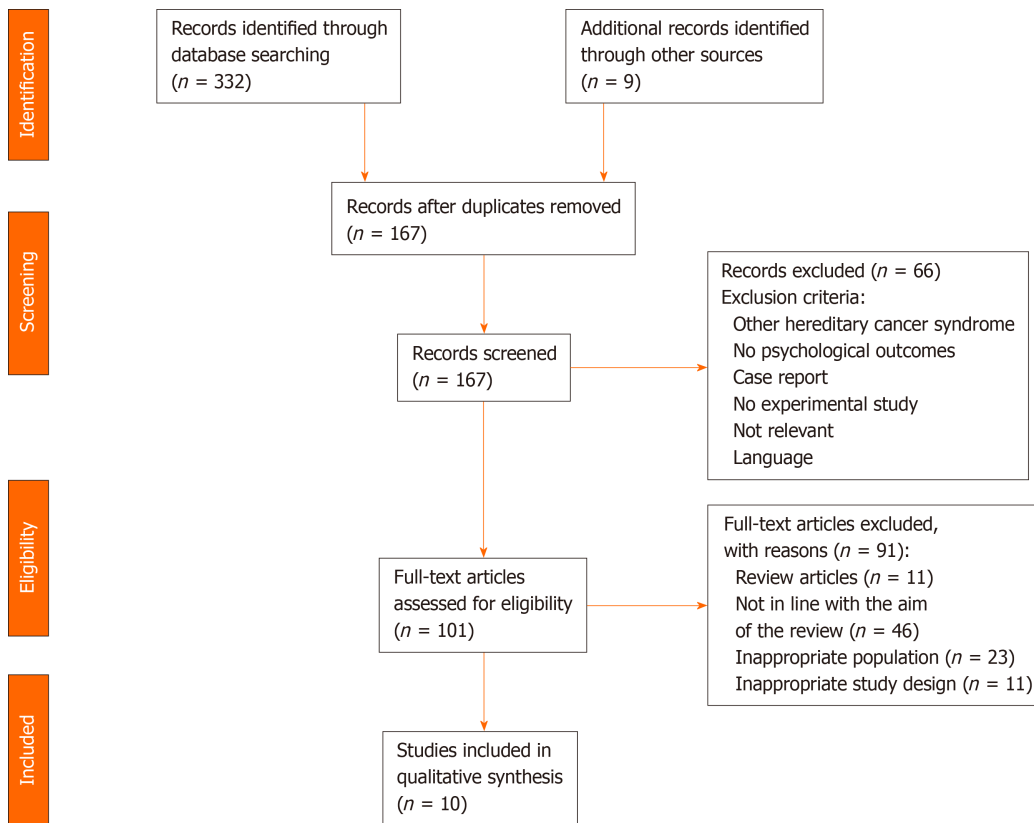 Identification
Records identified through
database searching
(n = 332)
Additional records identified
through other sources
(n = 9)
Screening
Records after duplicates removed
(n = 167)
Records screened
(n = 167)
Records excluded (n = 66)
Exclusion criteria:
Other hereditary cancer syndrome
No psychological outcomes
Case report
No experimental study
Not relevant
Language
Eligibility
Full-text articles
assessed for eligibility
(n = 101)
Full-text articles excluded,
with reasons (n = 91):
Review articles (n = 11)
Not in line with the aim
of the review (n = 46)
Inappropriate population (n = 23)
Inappropriate study design (n = 11)
Included
Studies included in
qualitative synthesis
(n = 10)